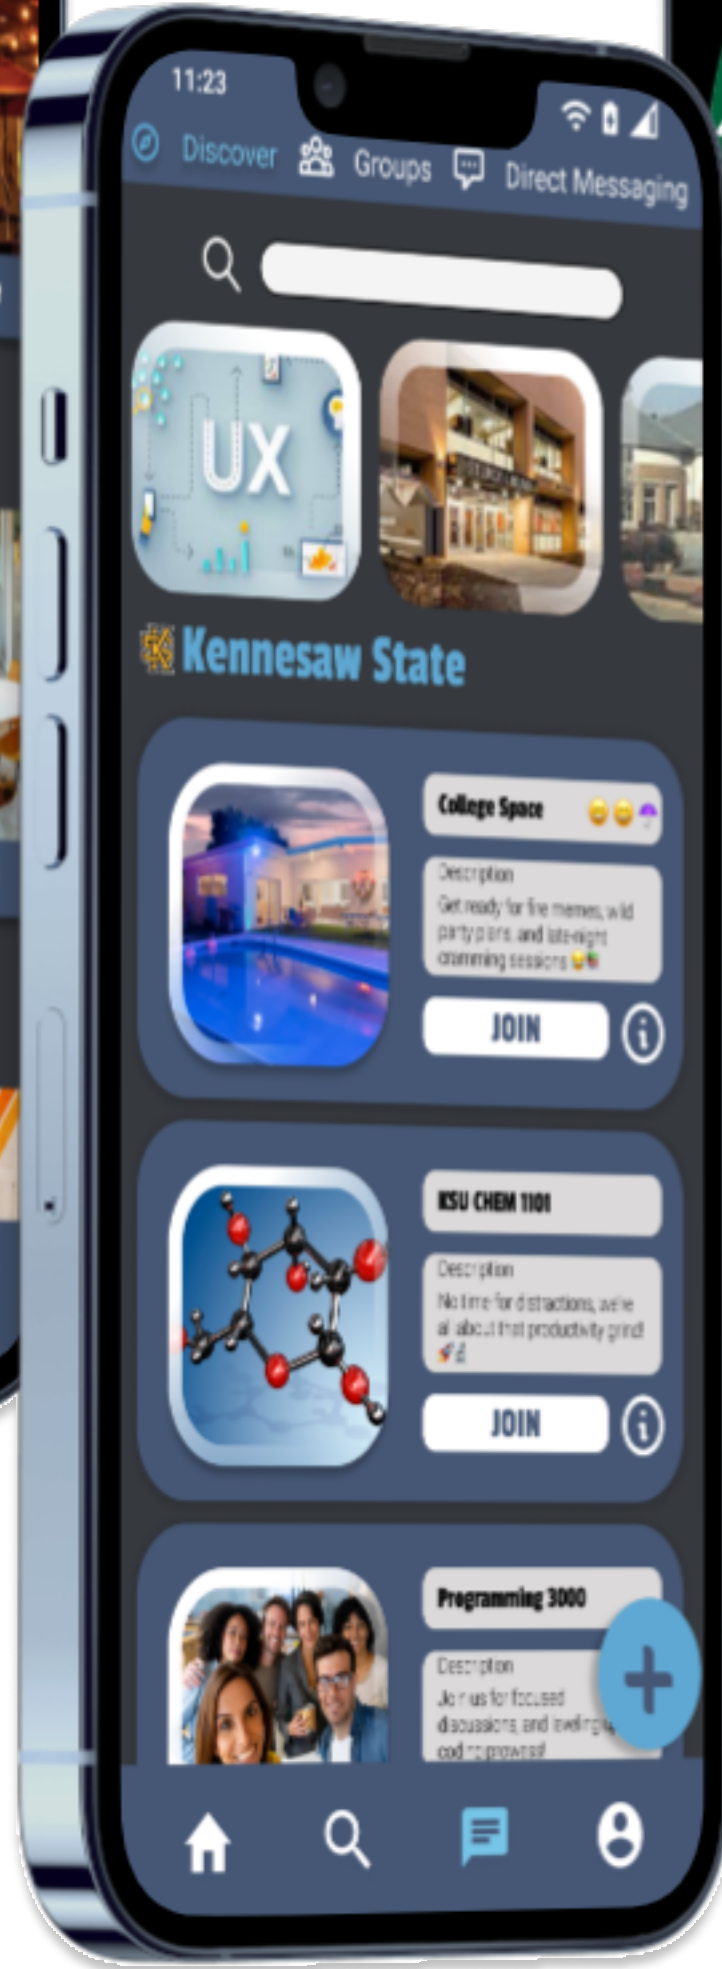 11:23
Discover Groups Direct Messaging
UX
Kennesaw State
College Space 😄😄☂
Description
Get ready for fire memes, wild
party plans, and late-night
cramming sessions
JOIN
KSU CHEM 1101
Description
No time for distractions, we're
all about that productivity grind!
JOIN
Programming 3000
Description
Join us for focused
discussions, and leveling
coding prowess!